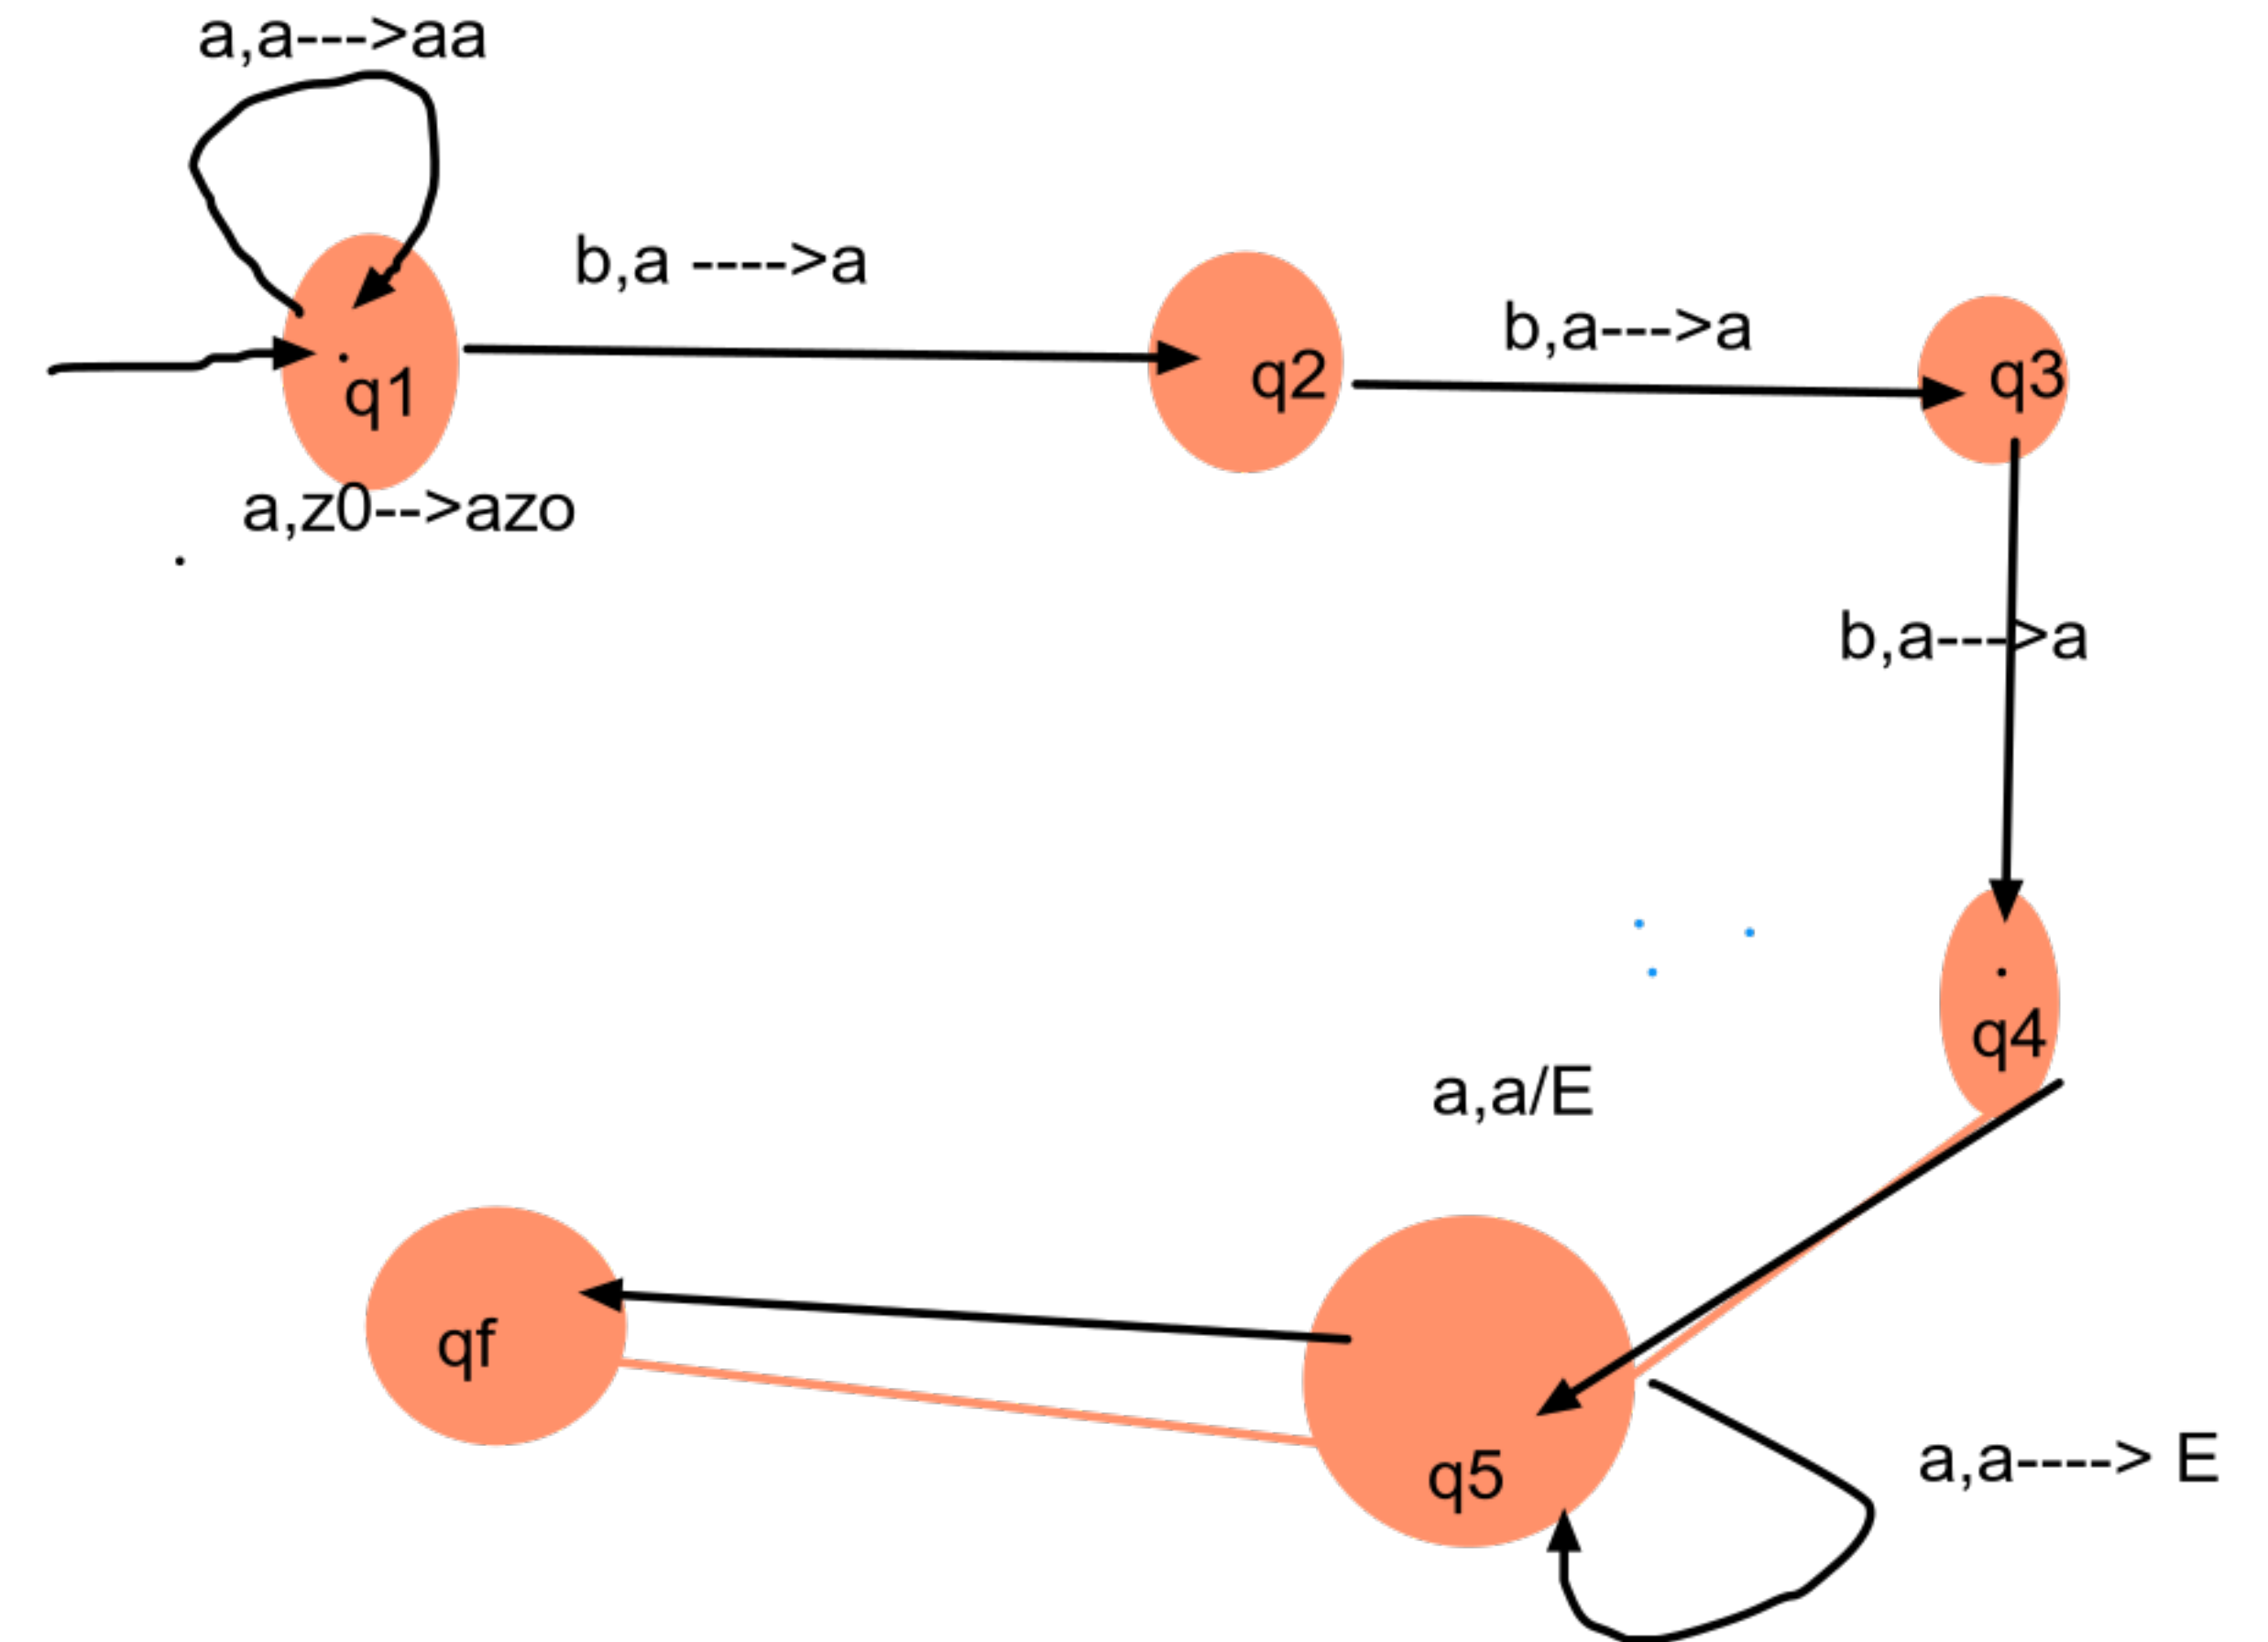 a,a--->aa
b,a ---->a
b,a--->a
q1
q2
q3
a,z0-->azo
b,a--->a
q4
a,a/E
qf
q5
a,a----> E